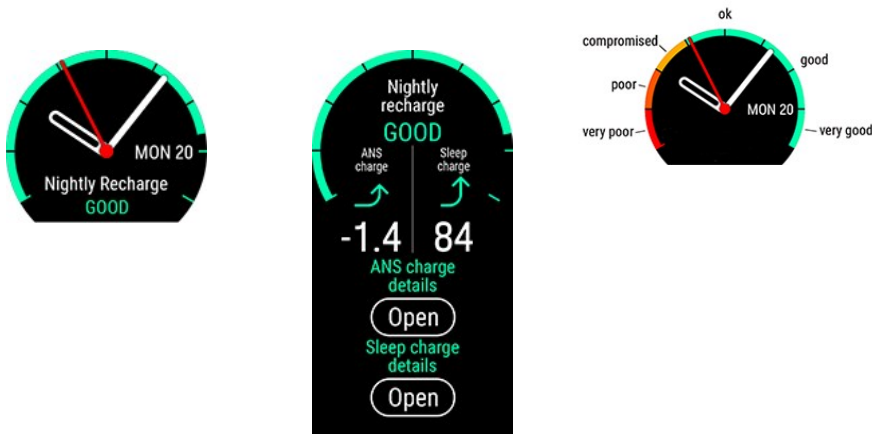 MON 20
Nightly Recharge
GOOD
Nightly
recharge
GOOD
ANS
charge
Sleep
charge
-1.4
84
ANS charge
details
Open
Sleep charge
details
Open
ok
compromised
good
poor
MON 20
very poor
very good